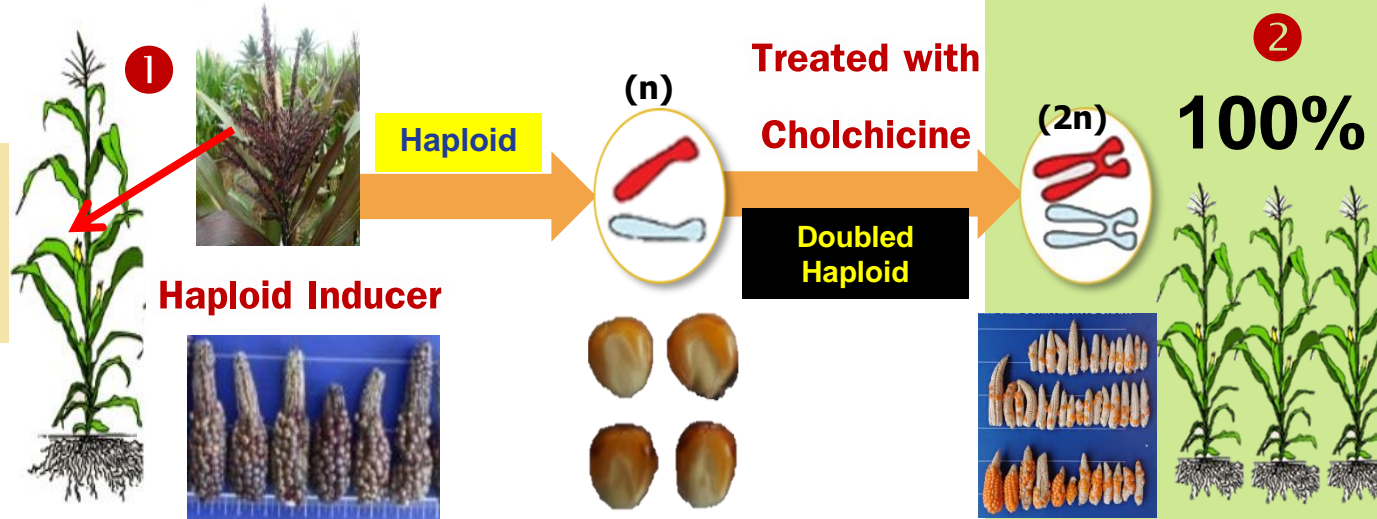 ❶
Haploid Inducer
Haploid
(n)
Treated with
Cholchicine
Doubled
Haploid
(2n)
❷
100%